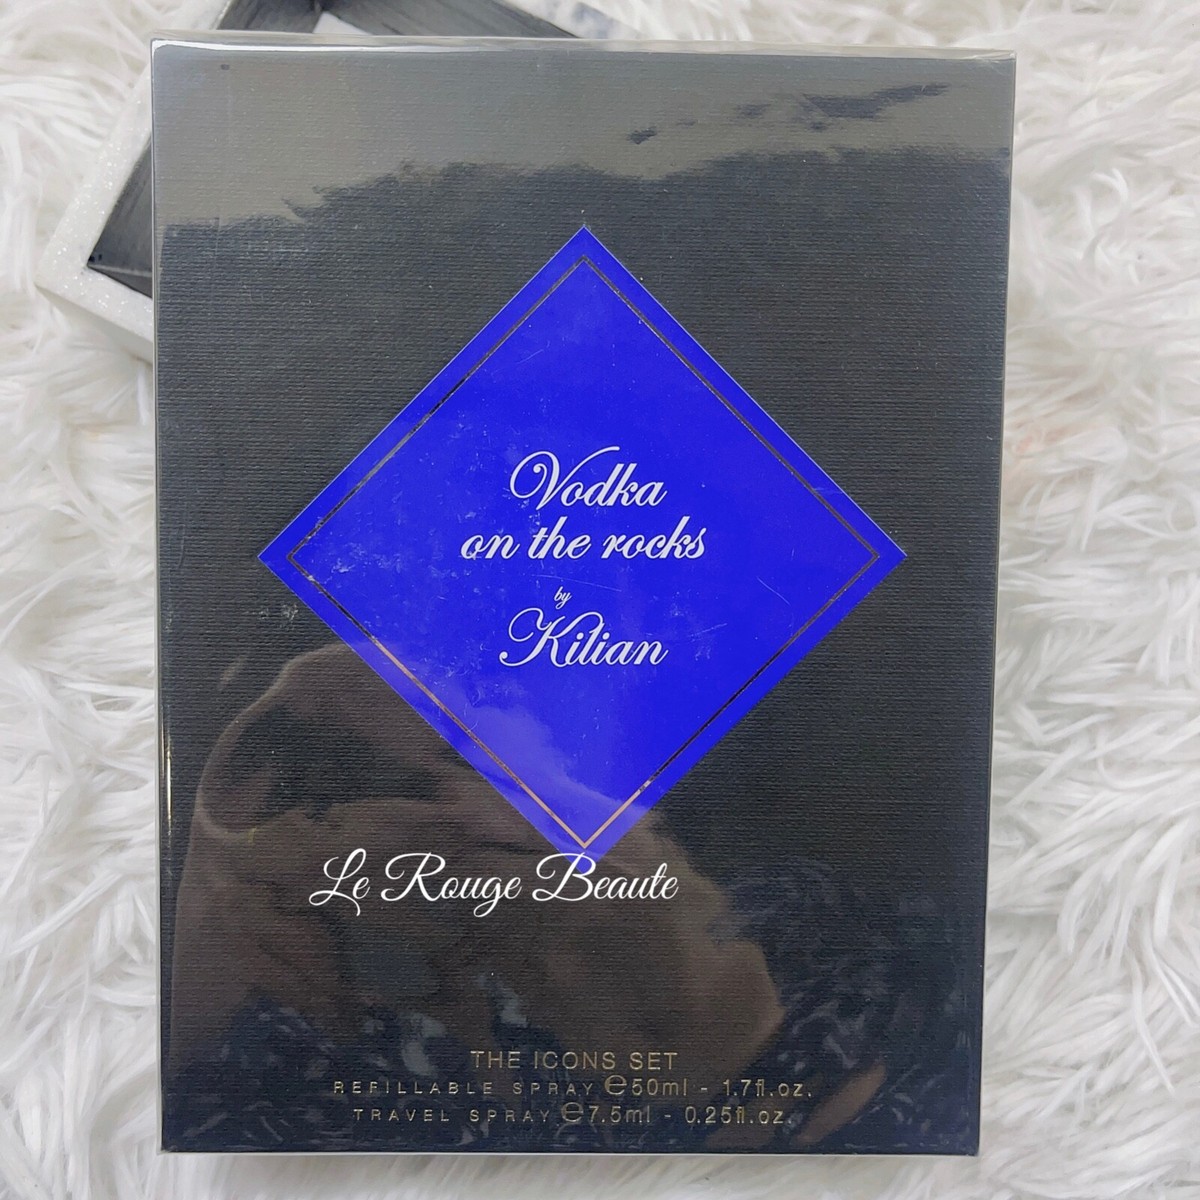 Vodka
on the rocks
by
Kilian
Le Rouge Beaute
THE ICONS SET
REFILLABLE SPRAY ℮50ml - 1.7fl.oz.
TRAVEL SPRAY ℮7.5ml - 0.25fl.oz.